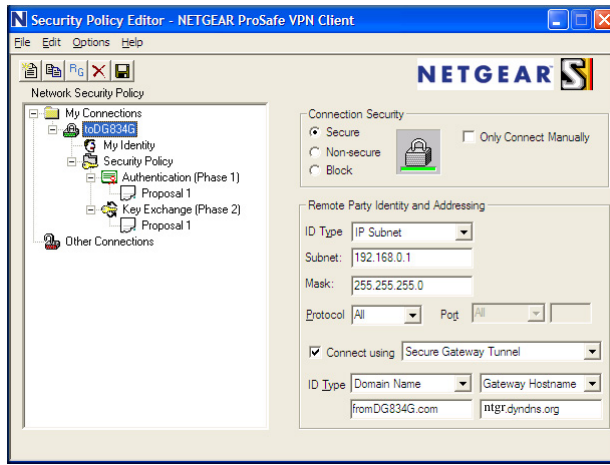 N Security Policy Editor - NETGEAR ProSafe VPN Client
File Edit Options Help
RG
NETGEAR S
Network Security Policy
My Connections
toDG834G
My Identity
Security Policy
Authentication (Phase 1)
Proposal 1
Key Exchange (Phase 2)
Proposal 1
Other Connections
Connection Security
Secure
Non-secure
Block
Only Connect Manually
Remote Party Identity and Addressing
ID Type IP Subnet
Subnet: 192.168.0.1
Mask: 255.255.255.0
Protocol All Port All
Connect using Secure Gateway Tunnel
ID Type Domain Name Gateway Hostname
fromDG834G.com ntgr.dyndns.org